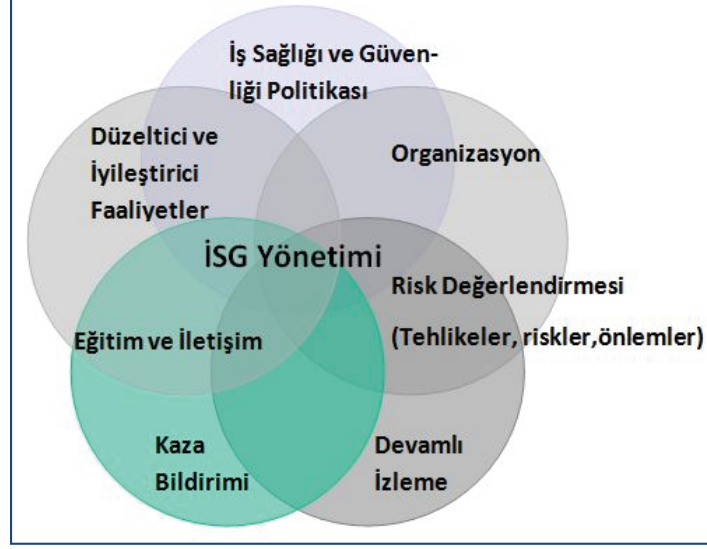 İş Sağlığı ve Güven-
liği Politikası
Düzeltici ve
İyileştirici
Faaliyetler
Organizasyon
İSG Yönetimi
Risk Değerlendirmesi
(Tehlikeler, riskler,önlemler)
Eğitim ve İletişim
Kaza
Bildirimi
Devamlı
İzleme